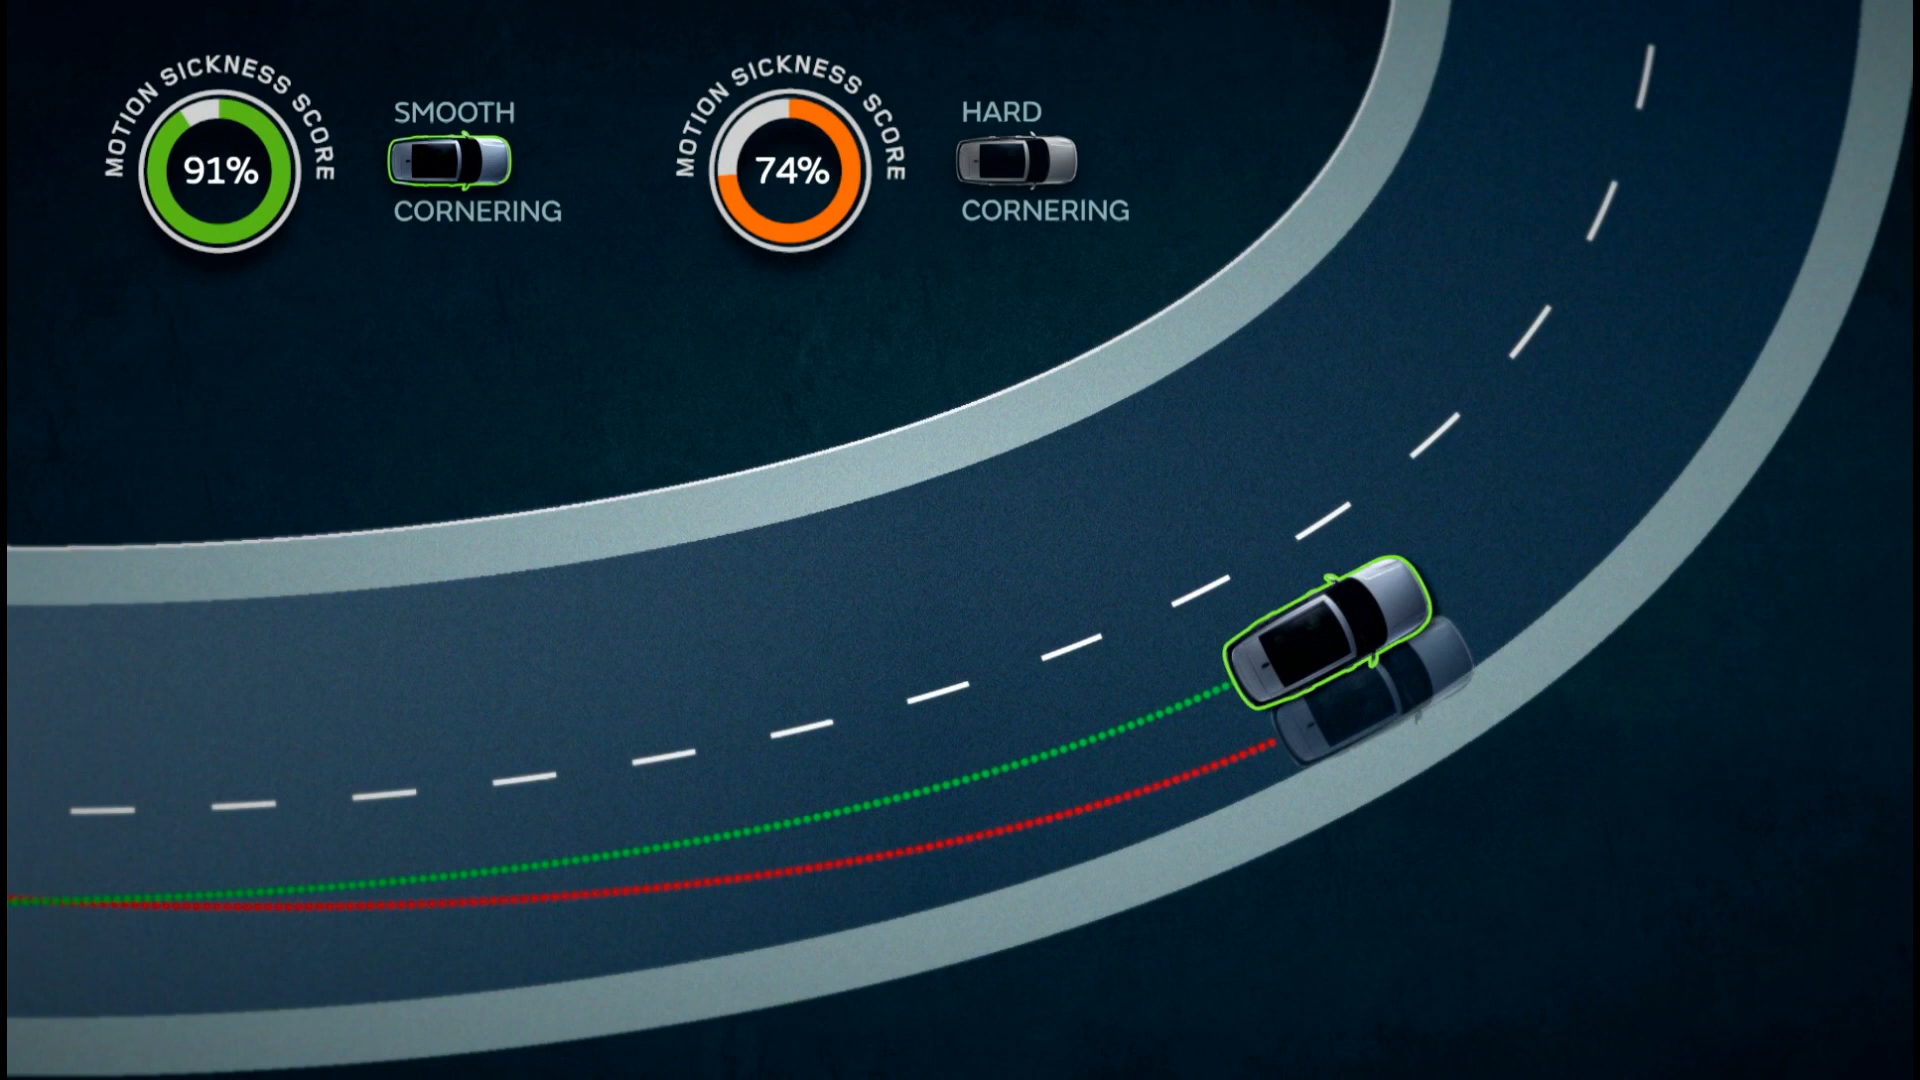 MOTION SICKNESS SCORE
91%
SMOOTH
CORNERING
MOTION SICKNESS SCORE
74%
HARD
CORNERING